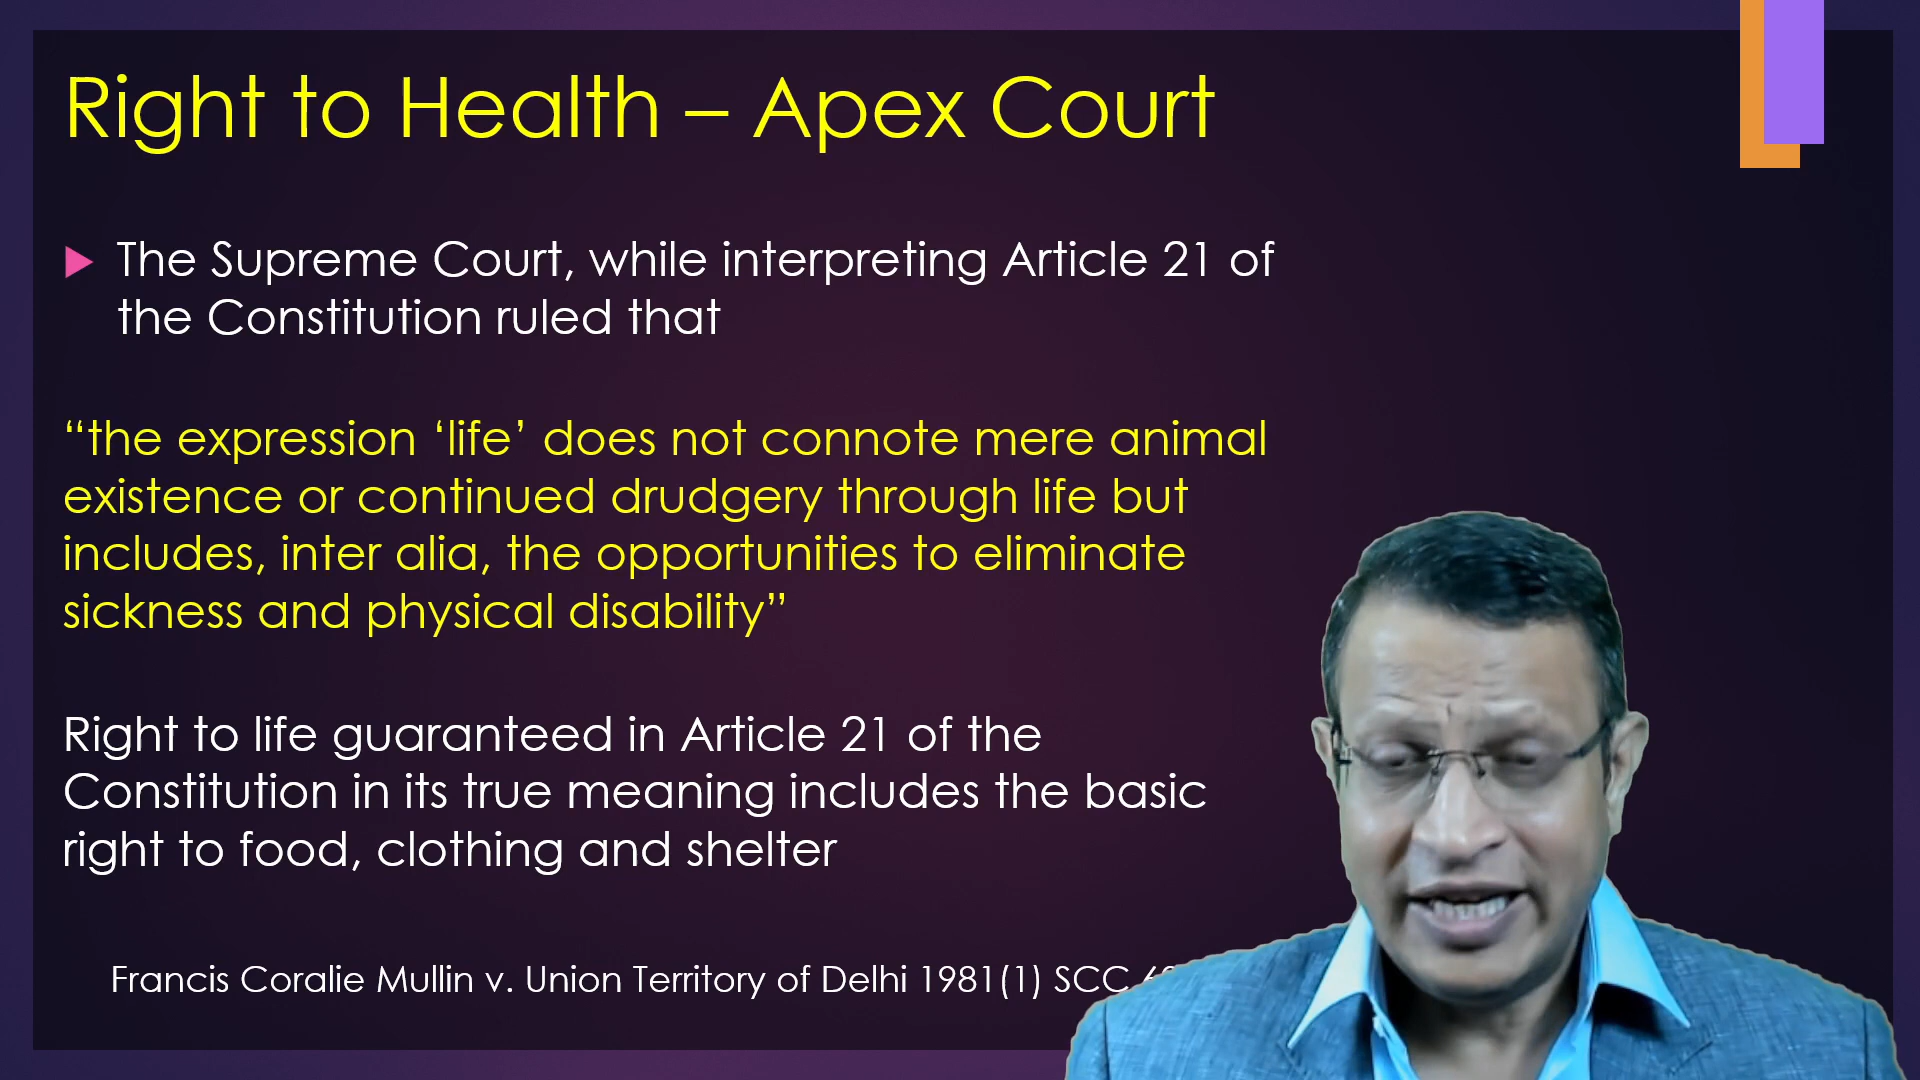 Right to Health – Apex Court
The Supreme Court, while interpreting Article 21 of
the Constitution ruled that
“the expression ‘life’ does not connote mere animal
existence or continued drudgery through life but
includes, inter alia, the opportunities to eliminate
sickness and physical disability”
Right to life guaranteed in Article 21 of the
Constitution in its true meaning includes the basic
right to food, clothing and shelter
Francis Coralie Mullin v. Union Territory of Delhi 1981(1) SCC